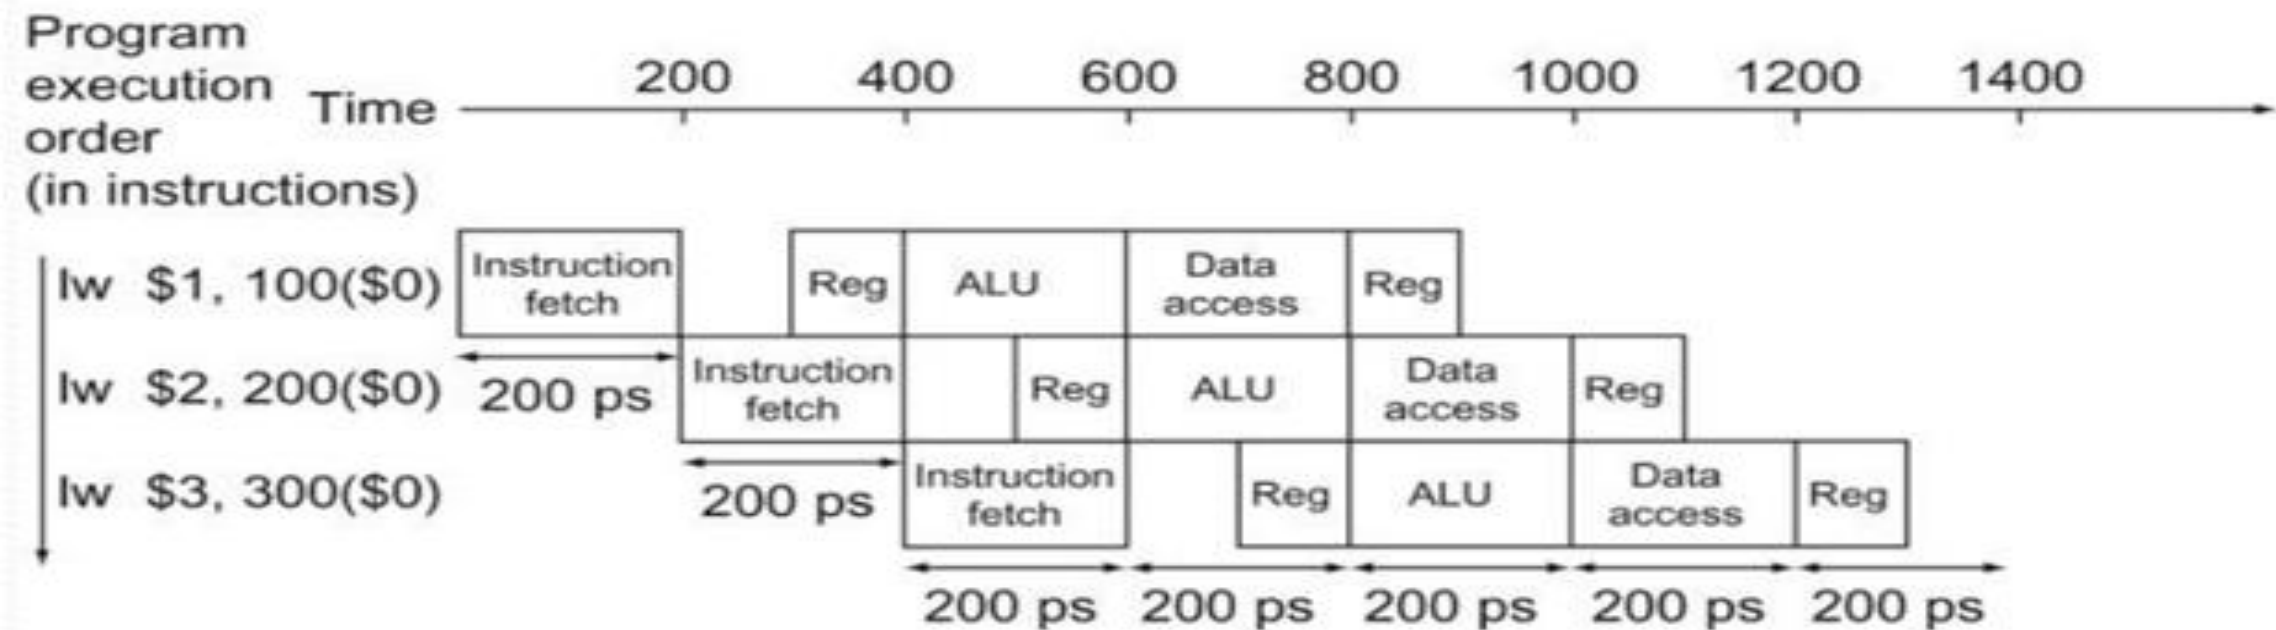 Program
execution
order
(in instructions)
Time
200 400 600 800 1000 1200 1400
lw $1, 100($0)
Instruction
fetch
Reg
ALU
Data
access
Reg
200 ps
lw $2, 200($0)
Instruction
fetch
Reg
ALU
Data
access
Reg
200 ps
lw $3, 300($0)
Instruction
fetch
Reg
ALU
Data
access
Reg
200 ps 200 ps 200 ps 200 ps 200 ps